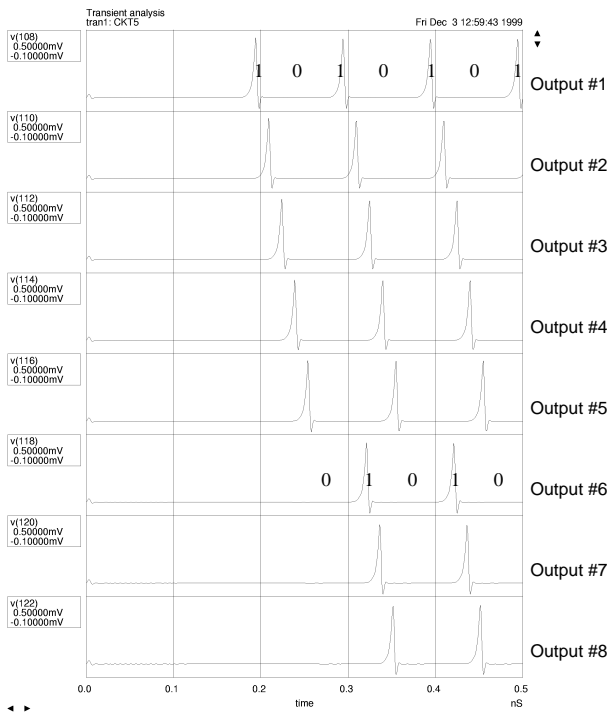 Transient analysis
tran1: CKT5
Fri Dec 3 12:59:43 1999
v(108)
0.50000mV
-0.10000mV
1 0 1 0 1 0 1
Output #1
v(110)
0.50000mV
-0.10000mV
Output #2
v(112)
0.50000mV
-0.10000mV
Output #3
v(114)
0.50000mV
-0.10000mV
Output #4
v(116)
0.50000mV
-0.10000mV
Output #5
v(118)
0.50000mV
-0.10000mV
0 1 0 1 0
Output #6
v(120)
0.50000mV
-0.10000mV
Output #7
v(122)
0.50000mV
-0.10000mV
Output #8
0.0 0.1 0.2 0.3 0.4 0.5
time nS